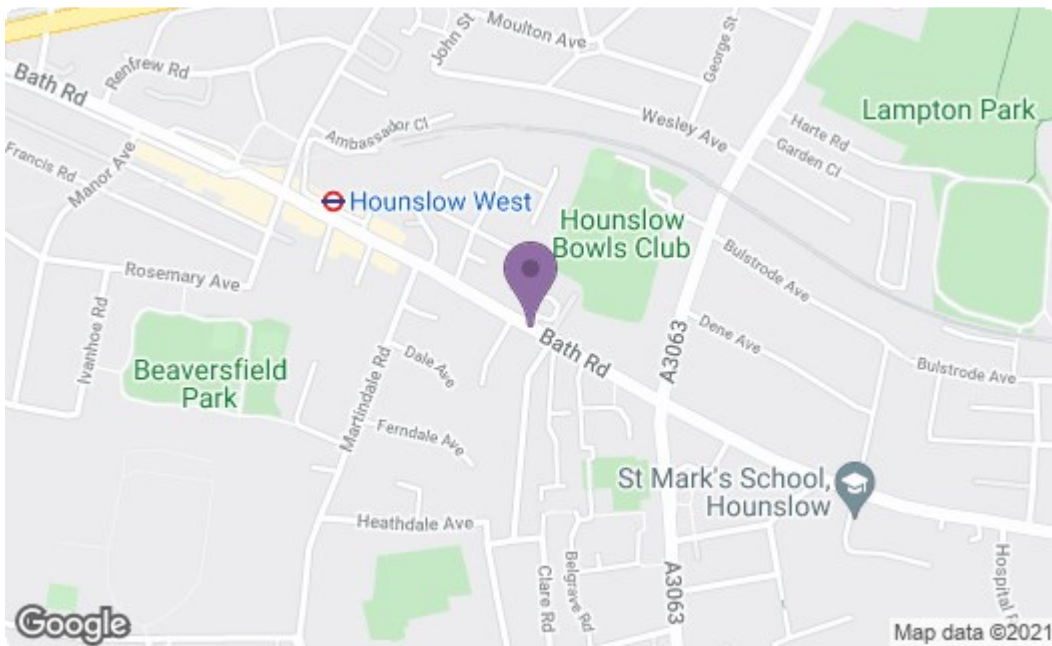 Bath Rd
Renfrew Rd
John St
Moulton Ave
George St
Lampton Park
Wesley Ave
Harte Rd
Garden Cl
Ambassador Cl
Francis Rd
Manor Ave
Hounslow West
Hounslow
Bowls Club
Rosemary Ave
Bulstrode Ave
Ivanhoe Rd
Beaversfield
Park
Martindale Rd
Dale Ave
Bath Rd
A3063
Dene Ave
Bulstrode Ave
Ferndale Ave
St Mark's School,
Hounslow
Heathdale Ave
Clare Rd
Belgrave Rd
A3063
Hospital
Google
Map data ©2021